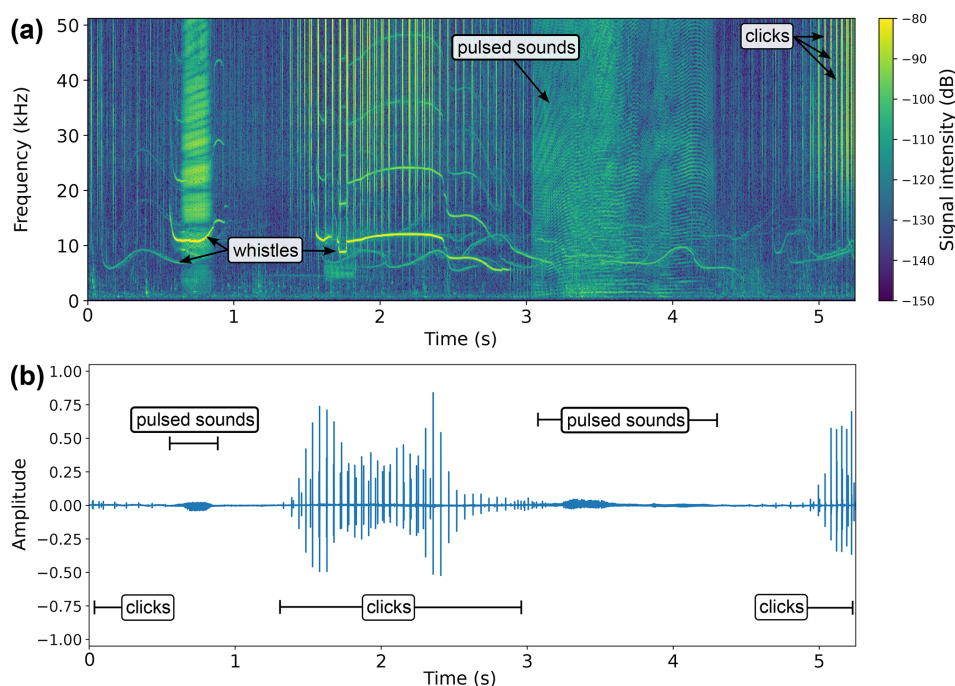 (a)
50
40
30
20
10
0
Frequency (kHz)
pulsed sounds
clicks
whistles
0 1 2 3 4 5
Time (s)
−80
−90
−100
−110
−120
−130
−140
−150
Signal intensity (dB)
(b)
1.00
0.75
0.50
0.25
0.00
−0.25
−0.50
−0.75
−1.00
Amplitude
pulsed sounds pulsed sounds
clicks clicks clicks
0 1 2 3 4 5
Time (s)